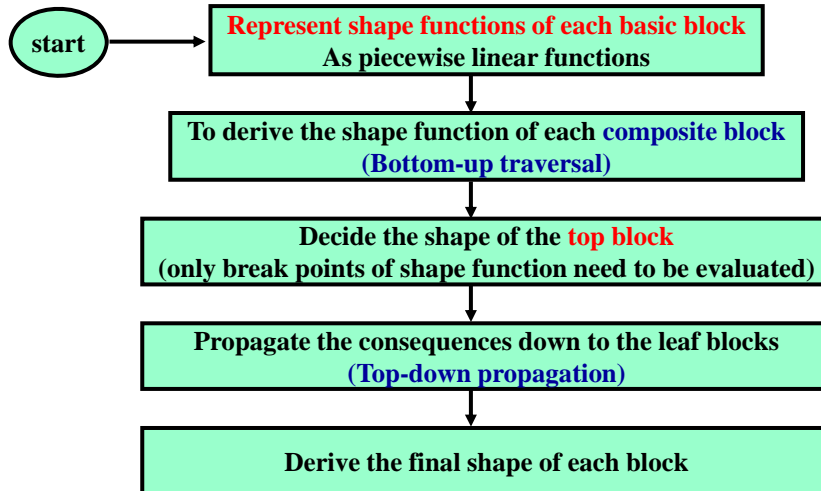 start
Represent shape functions of each basic block
As piecewise linear functions
To derive the shape function of each composite block
(Bottom-up traversal)
Decide the shape of the top block
(only break points of shape function need to be evaluated)
Propagate the consequences down to the leaf blocks
(Top-down propagation)
Derive the final shape of each block